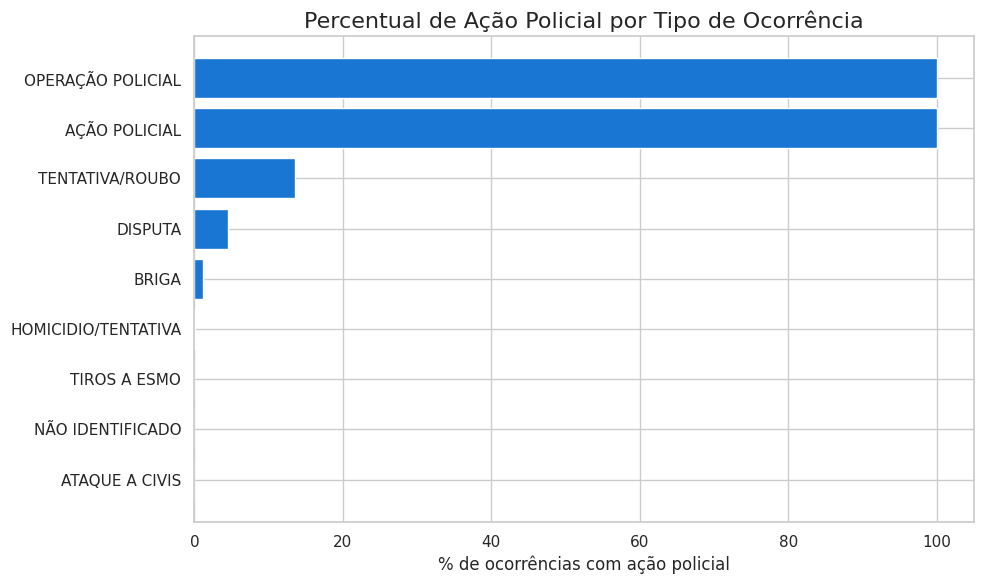 Percentual de Ação Policial por Tipo de Ocorrência
OPERAÇÃO POLICIAL
AÇÃO POLICIAL
TENTATIVA/ROUBO
DISPUTA
BRIGA
HOMICIDIO/TENTATIVA
TIROS A ESMO
NÃO IDENTIFICADO
ATAQUE A CIVIS
0 20 40 60 80 100
% de ocorrências com ação policial